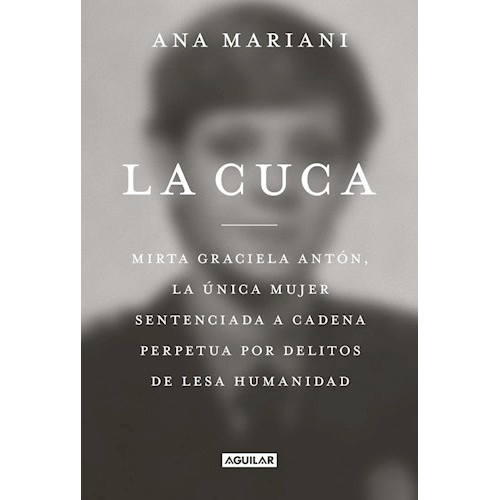 ANA MARIANI
LA CUCA
MIRTA GRACIELA ANTÓN,
LA ÚNICA MUJER
SENTENCIADA A CADENA
PERPETUA POR DELITOS
DE LESA HUMANIDAD
AGUILAR